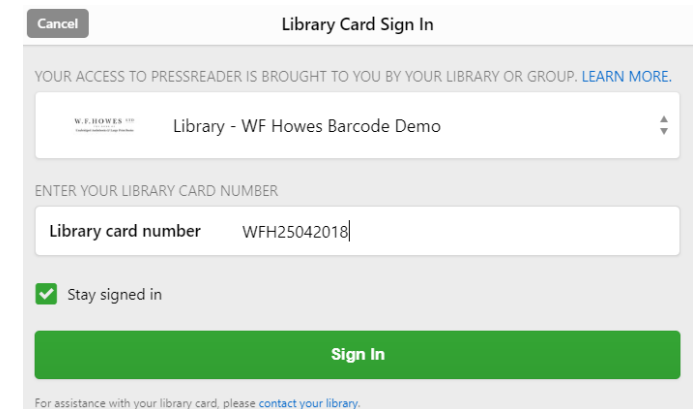 Cancel
Library Card Sign In
YOUR ACCESS TO PRESSREADER IS BROUGHT TO YOU BY YOUR LIBRARY OR GROUP. LEARN MORE.
W.F.HOWES
Library - WF Howes Barcode Demo
ENTER YOUR LIBRARY CARD NUMBER
Library card number WFH25042018
Stay signed in
Sign In
For assistance with your library card, please contact your library.